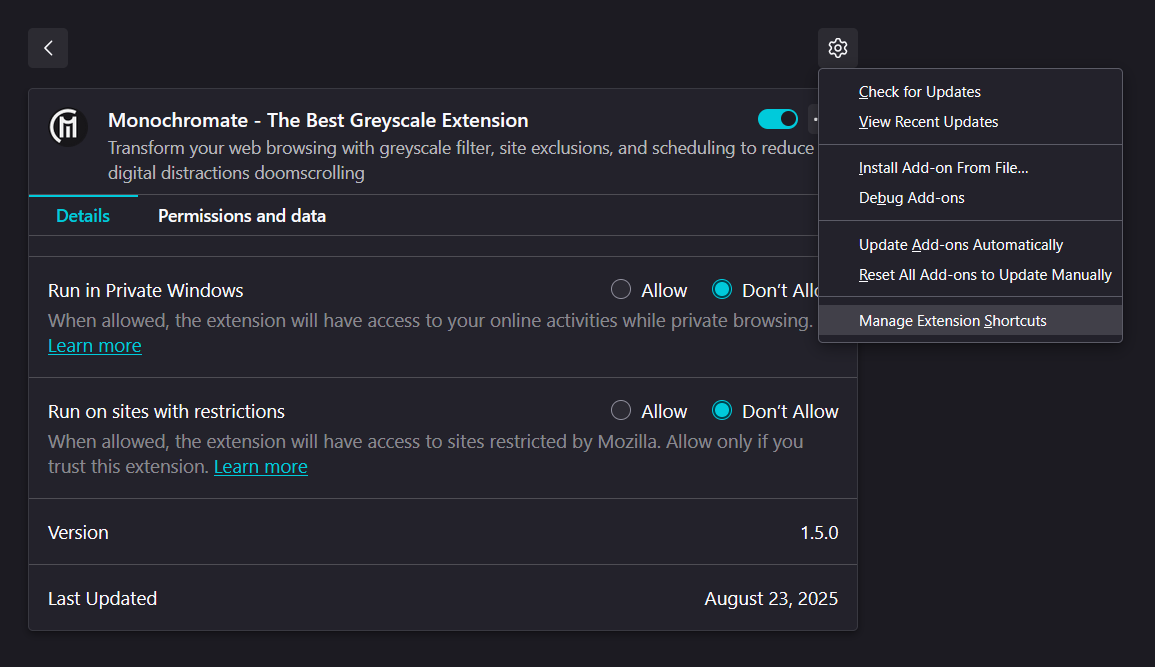 Monochromate - The Best Greyscale Extension
Transform your web browsing with greyscale filter, site exclusions, and scheduling to reduce
digital distractions doomscrolling
Details
Permissions and data
Run in Private Windows
Allow
Don't Allo
When allowed, the extension will have access to your online activities while private browsing.
Learn more
Run on sites with restrictions
Allow
Don't Allow
When allowed, the extension will have access to sites restricted by Mozilla. Allow only if you
trust this extension. Learn more
Version
1.5.0
Last Updated
August 23, 2025
Check for Updates
View Recent Updates
Install Add-on From File...
Debug Add-ons
Update Add-ons Automatically
Reset All Add-ons to Update Manually
Manage Extension Shortcuts